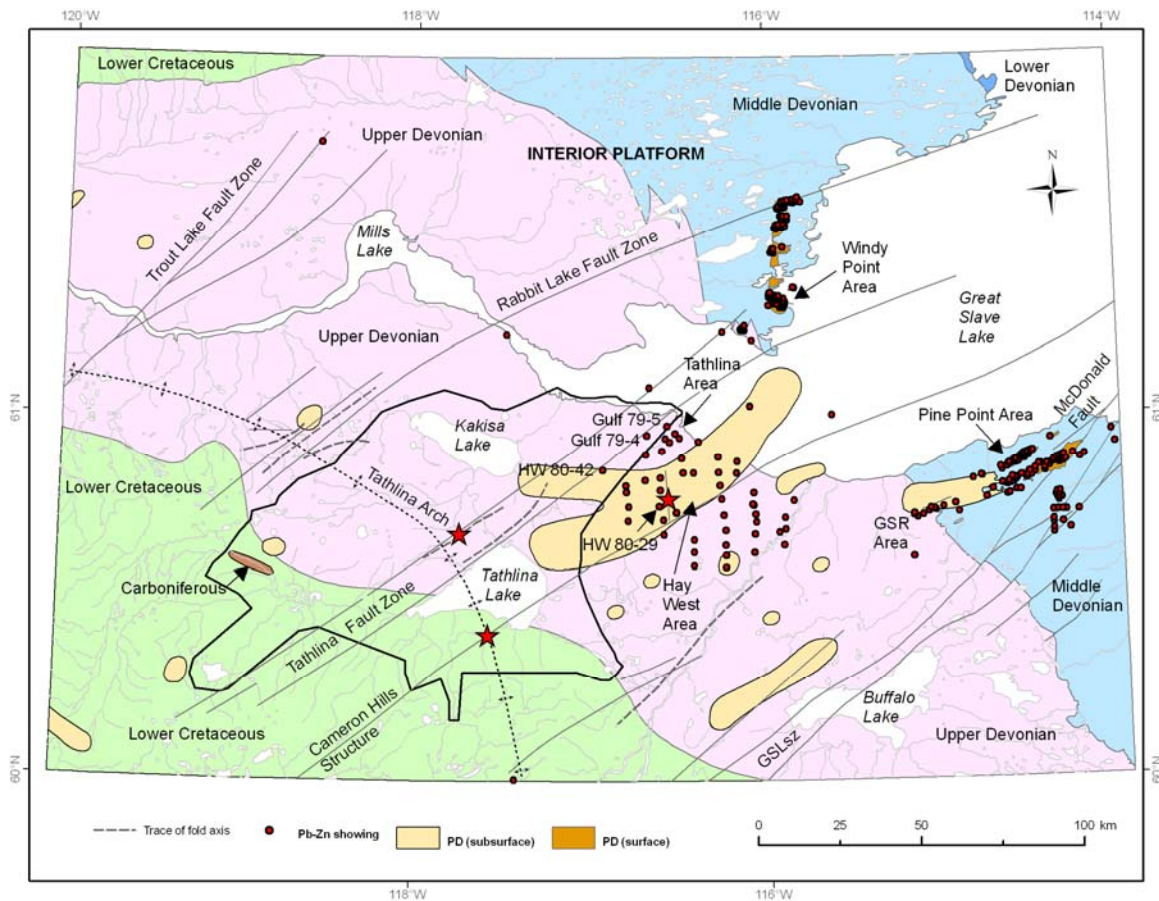 120°W
118°W
116°W
114°W
Lower Cretaceous
Lower
Devonian
Middle Devonian
Upper Devonian
INTERIOR PLATFORM
N
Trout Lake Fault Zone
Mills
Lake
Rabbit Lake Fault Zone
Windy
Point
Area
Great
Slave
Lake
Upper Devonian
Tathlina
Area
McDonald
Fault
61°N
61°N
Pine Point Area
Gulf 79-5
Gulf 79-4
Kakisa
Lake
HW 80-42
Lower Cretaceous
Tathlina Arch
GSR
Area
HW 80-29
Carboniferous
Tathlina
Lake
Hay
West
Area
Middle
Devonian
Tathlina Fault Zone
Buffalo
Lake
Lower Cretaceous
Cameron Hills
Structure
GSLsz
Upper Devonian
60°N
60°N
Trace of fold axis
Pb-Zn showing
PD (subsurface)
PD (surface)
0
25
50
100 km
118°W
116°W